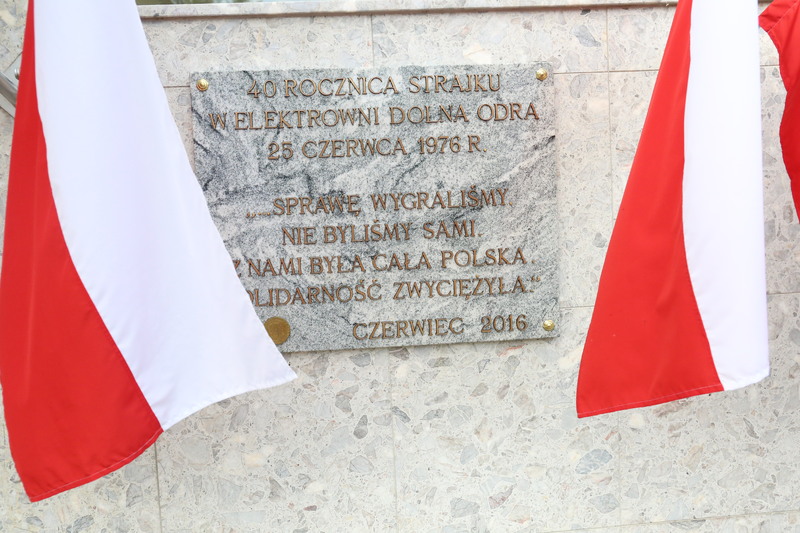 40 ROCZNICA STRAJKU
W ELEKTROWNI DOLNA ODRA
25 CZERWCA 1976 R.
„...SPRAWĘ WYGRALIŚMY,
NIE BYLIŚMY SAMI.
Z NAMI BYŁA CAŁA POLSKA
SOLIDARNOŚĆ ZWYCIĘŻYŁA.“
CZERWIEC 2016